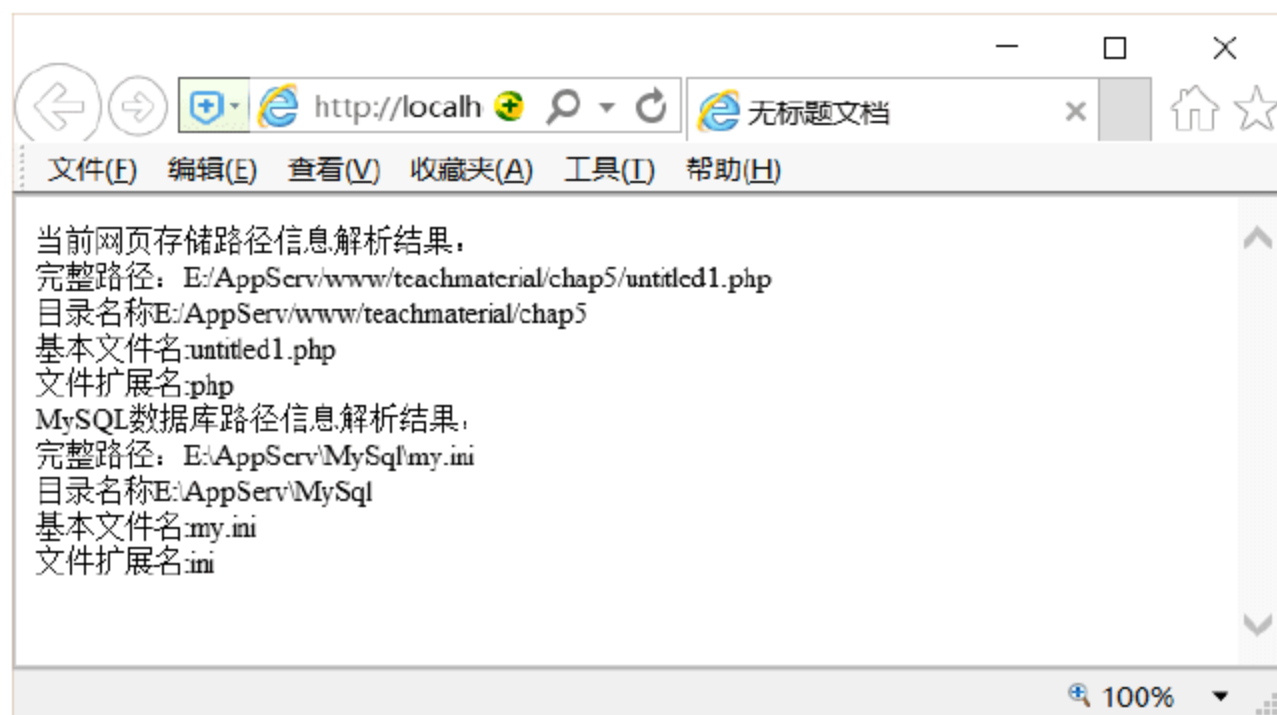 http://localh
无标题文档
文件(F) 编辑(E) 查看(V) 收藏夹(A) 工具(T) 帮助(H)
当前网页存储路径信息解析结果：
完整路径：E:/AppServ/www/teachmaterial/chap5/untitled1.php
目录名称E:/AppServ/www/teachmaterial/chap5
基本文件名:untitled1.php
文件扩展名:php
MySQL数据库路径信息解析结果：
完整路径：E:\AppServ\MySql\my.ini
目录名称E:\AppServ\MySql
基本文件名:my.ini
文件扩展名:ini
100%